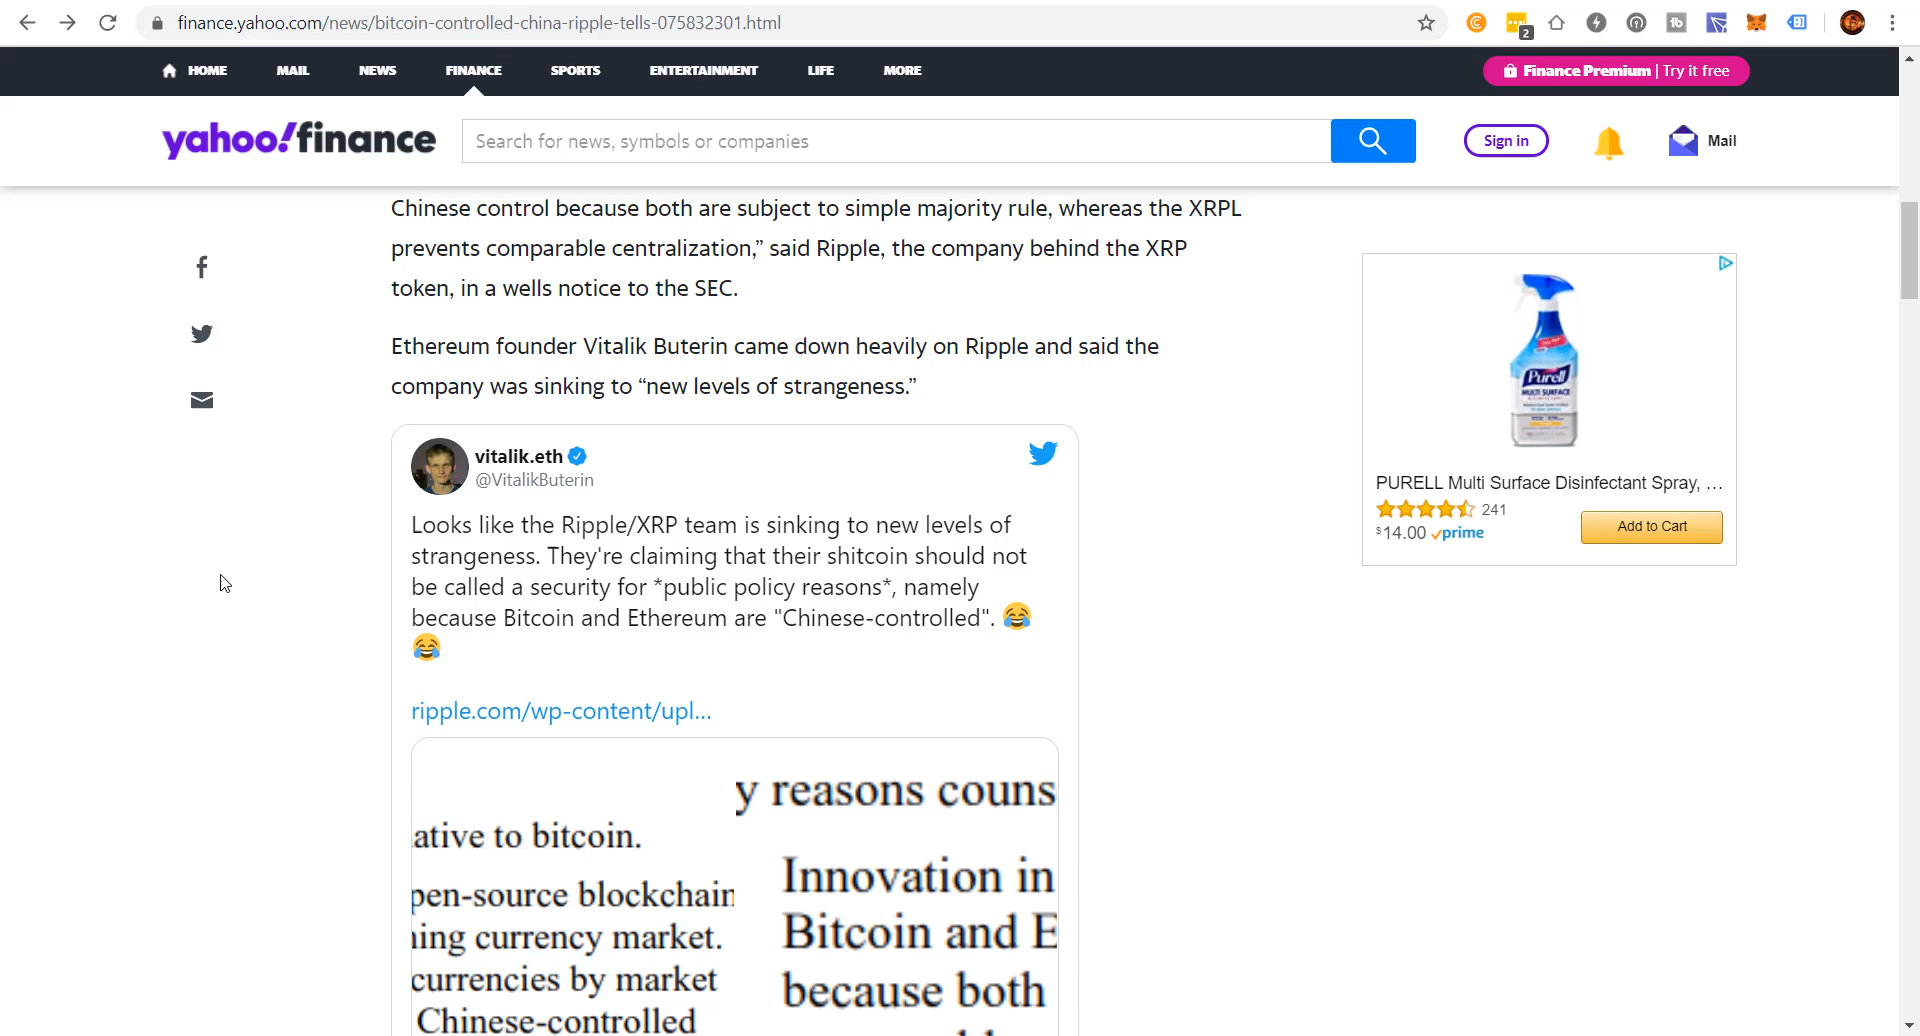 finance.yahoo.com/news/bitcoin-controlled-china-ripple-tells-075832301.html
2
HOME MAIL NEWS FINANCE SPORTS ENTERTAINMENT LIFE MORE
Finance Premium | Try it free
yahoo!finance
Search for news, symbols or companies
Sign in
Mail
Chinese control because both are subject to simple majority rule, whereas the XRPL
prevents comparable centralization,” said Ripple, the company behind the XRP
token, in a wells notice to the SEC.
Ethereum founder Vitalik Buterin came down heavily on Ripple and said the
company was sinking to “new levels of strangeness.”
vitalik.eth
@VitalikButerin
Looks like the Ripple/XRP team is sinking to new levels of
strangeness. They're claiming that their shitcoin should not
be called a security for *public policy reasons*, namely
because Bitcoin and Ethereum are "Chinese-controlled". 😂
😂
ripple.com/wp-content/upl...
ative to bitcoin.
pen-source blockchain
ing currency market.
currencies by market
Chinese-controlled
y reasons couns
Innovation in
Bitcoin and E
because both
Purell
MULTI SURFACE
PURELL Multi Surface Disinfectant Spray, ...
241
$14.00 prime
Add to Cart